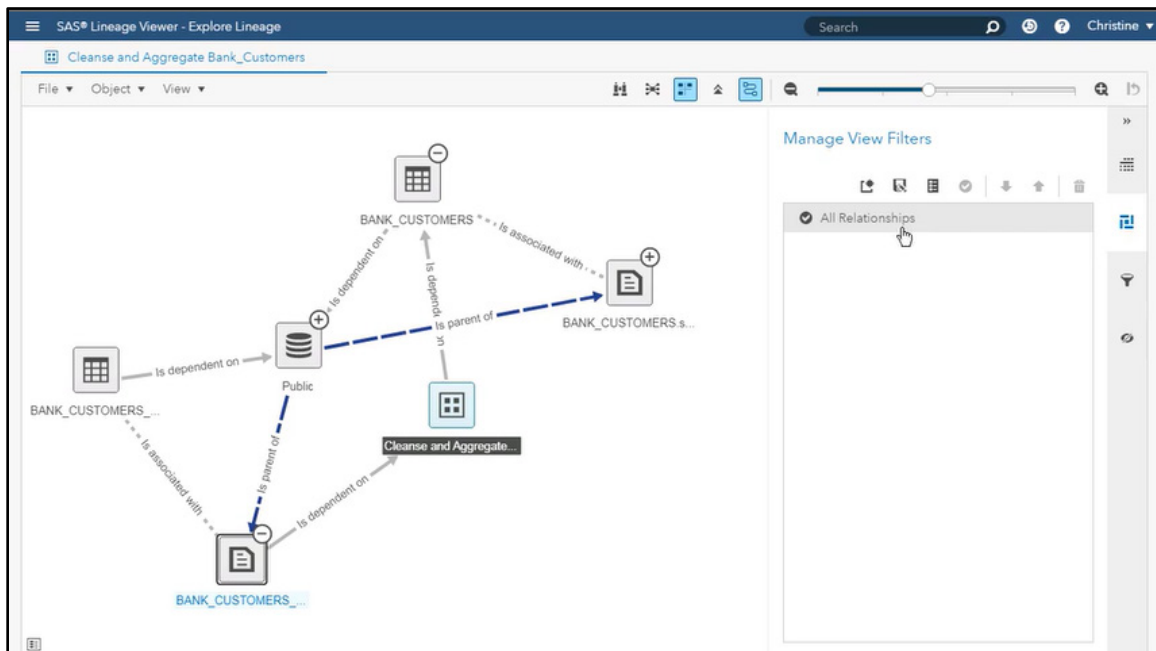 SAS® Lineage Viewer - Explore Lineage
Search
Christine
Cleanse and Aggregate Bank_Customers
File
Object
View
Manage View Filters
All Relationships
BANK_CUSTOMERS
Is associated with
Is dependent on
Is dependent on
BANK_CUSTOMERS.s...
Is parent of
Is dependent on
Public
BANK_CUSTOMERS_...
Cleanse and Aggregate...
Is associated with
Is parent of
Is dependent on
BANK_CUSTOMERS_...